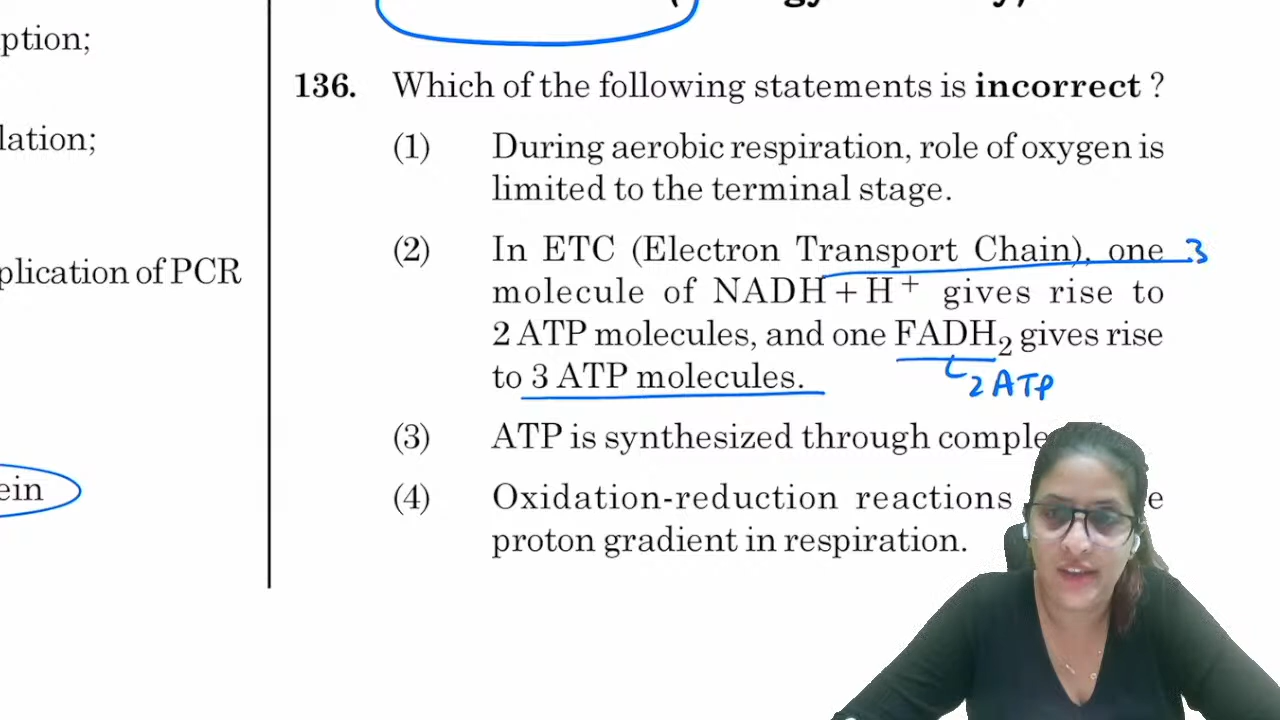 ption;
lation;
plication of PCR
ein
136. Which of the following statements is incorrect ?
(1) During aerobic respiration, role of oxygen is
limited to the terminal stage.
(2) In ETC (Electron Transport Chain), one 3
molecule of NADH + H⁺ gives rise to
2 ATP molecules, and one FADH₂ gives rise
to 3 ATP molecules.
2 ATP
(3) ATP is synthesized through comple
(4) Oxidation-reduction reactions e
proton gradient in respiration.